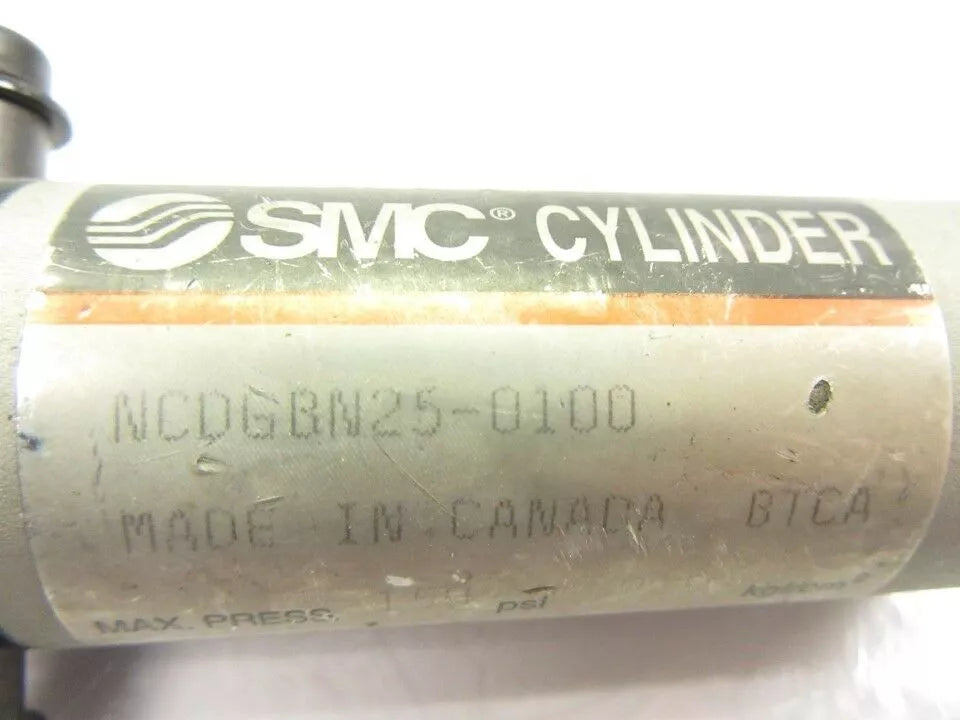 SMC® CYLINDER
NCDGBN25-0100
MADE IN CANADA BTCA
MAX. PRESS. psi